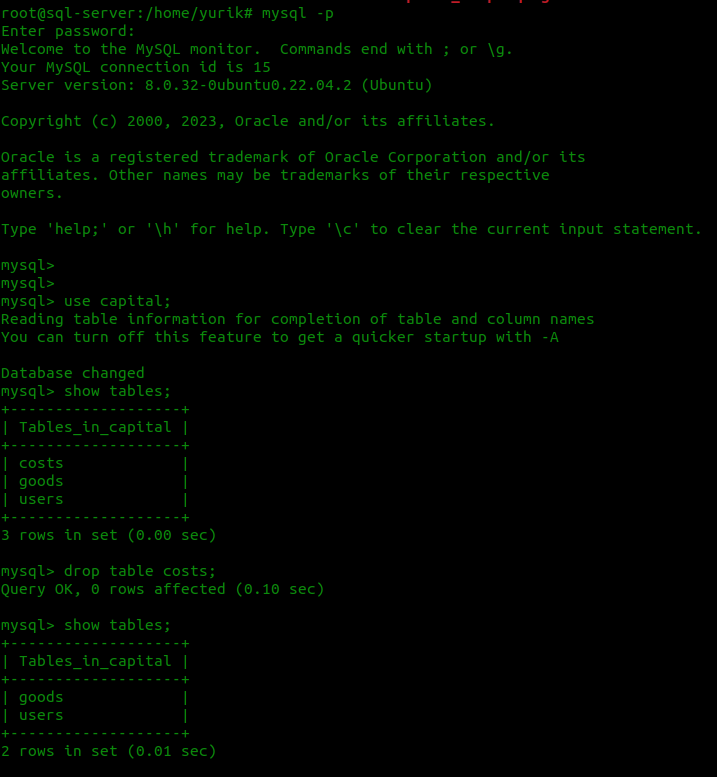 root@sql-server:/home/yurik# mysql -p
Enter password:
Welcome to the MySQL monitor.  Commands end with ; or \g.
Your MySQL connection id is 15
Server version: 8.0.32-0ubuntu0.22.04.2 (Ubuntu)
Copyright (c) 2000, 2023, Oracle and/or its affiliates.
Oracle is a registered trademark of Oracle Corporation and/or its
affiliates. Other names may be trademarks of their respective
owners.
Type 'help;' or '\h' for help. Type '\c' to clear the current input statement.
mysql>
mysql>
mysql> use capital;
Reading table information for completion of table and column names
You can turn off this feature to get a quicker startup with -A
Database changed
mysql> show tables;
+-------------------+
| Tables_in_capital |
+-------------------+
| costs             |
| goods             |
| users             |
+-------------------+
3 rows in set (0.00 sec)
mysql> drop table costs;
Query OK, 0 rows affected (0.10 sec)
mysql> show tables;
+-------------------+
| Tables_in_capital |
+-------------------+
| goods             |
| users             |
+-------------------+
2 rows in set (0.01 sec)